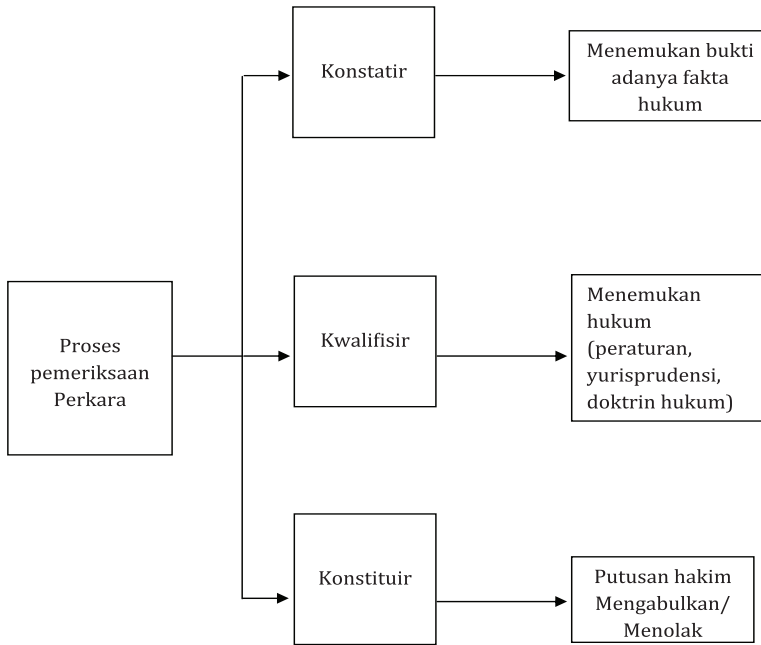 Proses
pemeriksaan
Perkara
Konstatir
Menemukan bukti
adanya fakta
hukum
Kwalifisir
Menemukan
hukum
(peraturan,
yurisprudensi,
doktrin hukum)
Konstituir
Putusan hakim
Mengabulkan/
Menolak